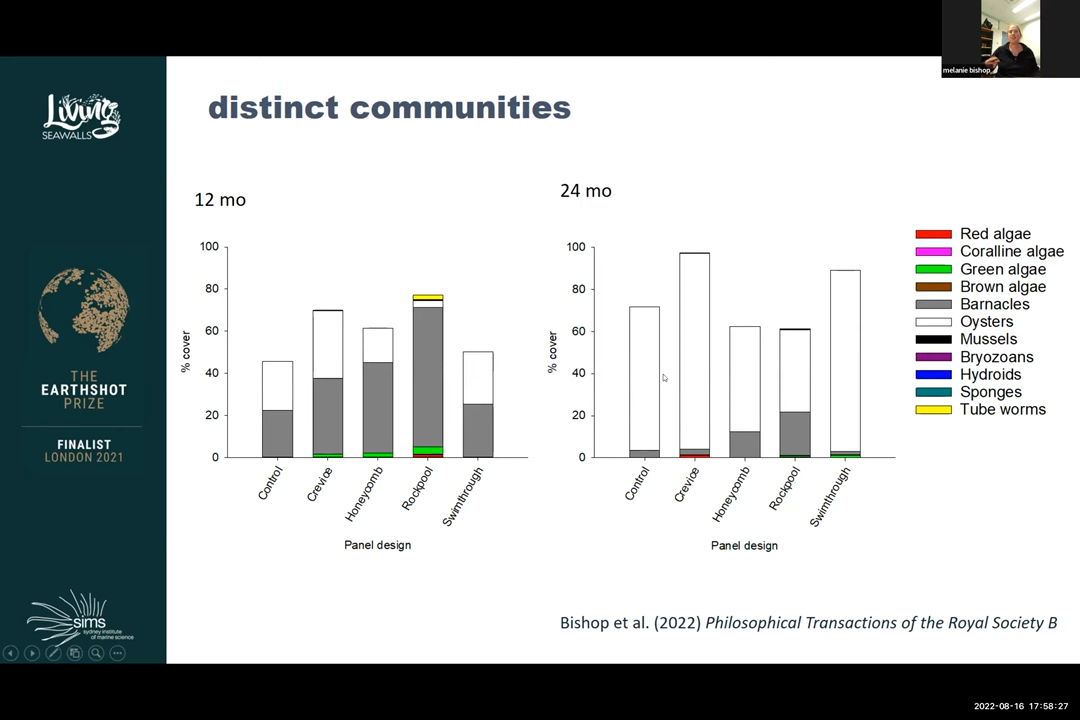 melanie bishop
Living
SEAWALLS
distinct communities
THE
EARTHSHOT
PRIZE
FINALIST
LONDON 2021
sims
sydney institute
of marine science
12 mo
100
80
60
40
20
0
% cover
Control
Crevice
Honeycomb
Rockpool
Swimthrough
Panel design
24 mo
100
80
60
40
20
0
% cover
Control
Crevice
Honeycomb
Rockpool
Swimthrough
Panel design
Red algae
Coralline algae
Green algae
Brown algae
Barnacles
Oysters
Mussels
Bryozoans
Hydroids
Sponges
Tube worms
Bishop et al. (2022) Philosophical Transactions of the Royal Society B
2022-08-16 17:58:27